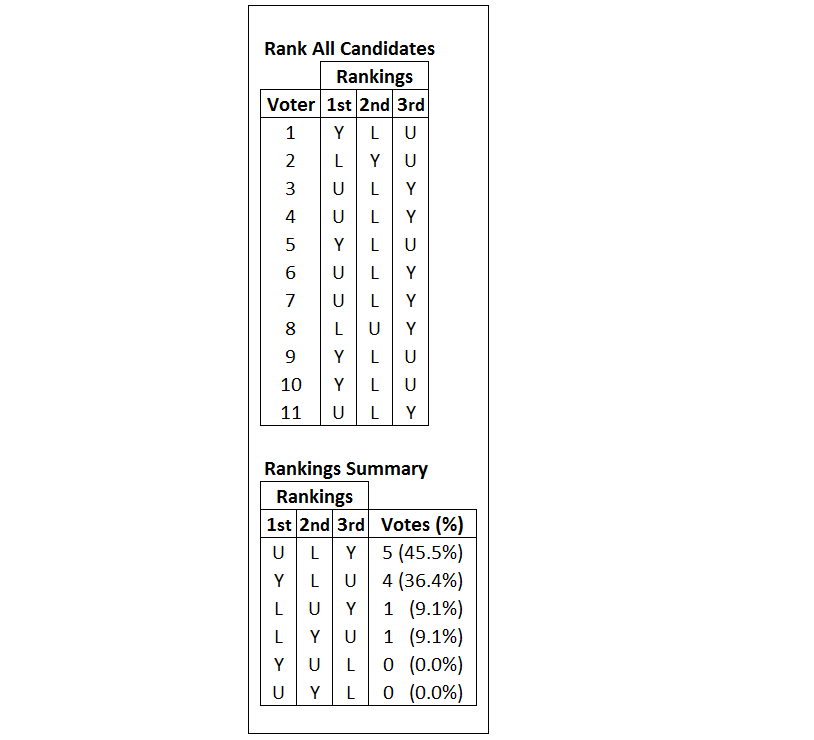 Rank All Candidates
Rankings
Voter 1st 2nd 3rd
1 Y L U
2 L Y U
3 U L Y
4 U L Y
5 Y L U
6 U L Y
7 U L Y
8 L U Y
9 Y L U
10 Y L U
11 U L Y
Rankings Summary
Rankings
1st 2nd 3rd Votes (%)
U L Y 5 (45.5%)
Y L U 4 (36.4%)
L U Y 1 (9.1%)
L Y U 1 (9.1%)
Y U L 0 (0.0%)
U Y L 0 (0.0%)